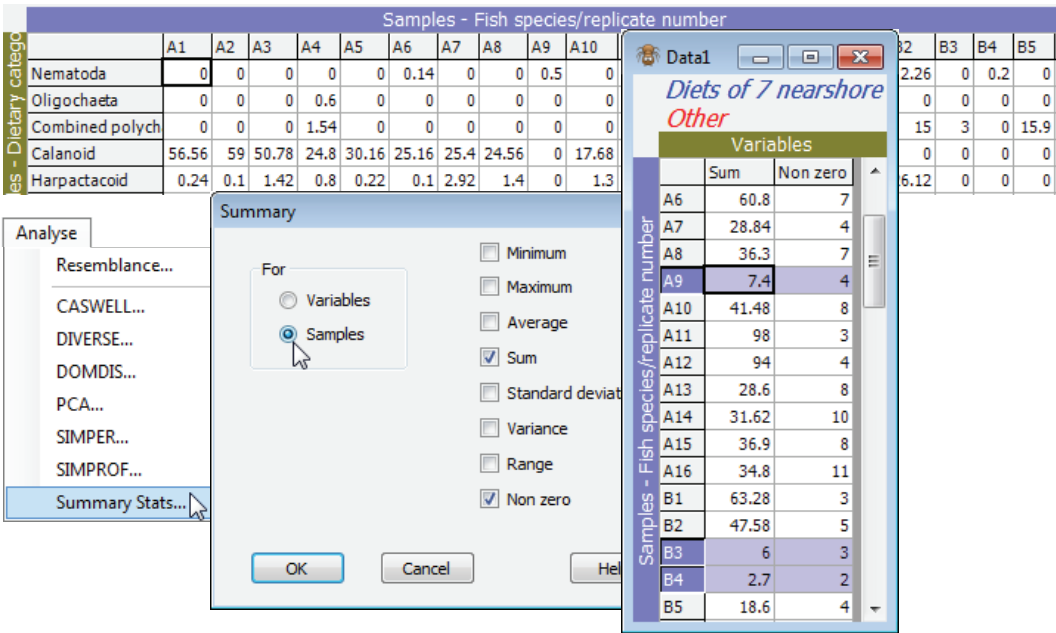 Samples - Fish species/replicate number
A1 A2 A3 A4 A5 A6 A7 A8 A9 A10 B3 B4 B5
Nematoda 0 0 0 0 0 0.14 0 0 0.5 0 2.26 0 0.2 0
Oligochaeta 0 0 0 0.6 0 0 0 0 0 0 0 0 0 0
Combined polych 0 0 0 1.54 0 0 0 0 0 0 15 3 0 15.9
Calanoid 56.56 59 50.78 24.8 30.16 25.16 25.4 24.56 0 17.68 0 0 0 0
Harpactacoid 0.24 0.1 1.42 0.8 0.22 0.1 2.92 1.4 0 1.3 6.12 0 0 0
es - Dietary catego
Analyse
Resemblance...
CASWELL...
DIVERSE...
DOMDIS...
PCA...
SIMPER...
SIMPROF...
Summary Stats...
Summary
For
Variables
Samples
Minimum
Maximum
Average
Sum
Standard deviat
Variance
Range
Non zero
OK
Cancel
Hel
Data1
Diets of 7 nearshore
Other
Variables
Sum Non zero
A6 60.8 7
A7 28.84 4
A8 36.3 7
A9 7.4 4
A10 41.48 8
A11 98 3
A12 94 4
A13 28.6 8
A14 31.62 10
A15 36.9 8
A16 34.8 11
B1 63.28 3
B2 47.58 5
B3 6 3
B4 2.7 2
B5 18.6 4
Samples - Fish species/replicate number